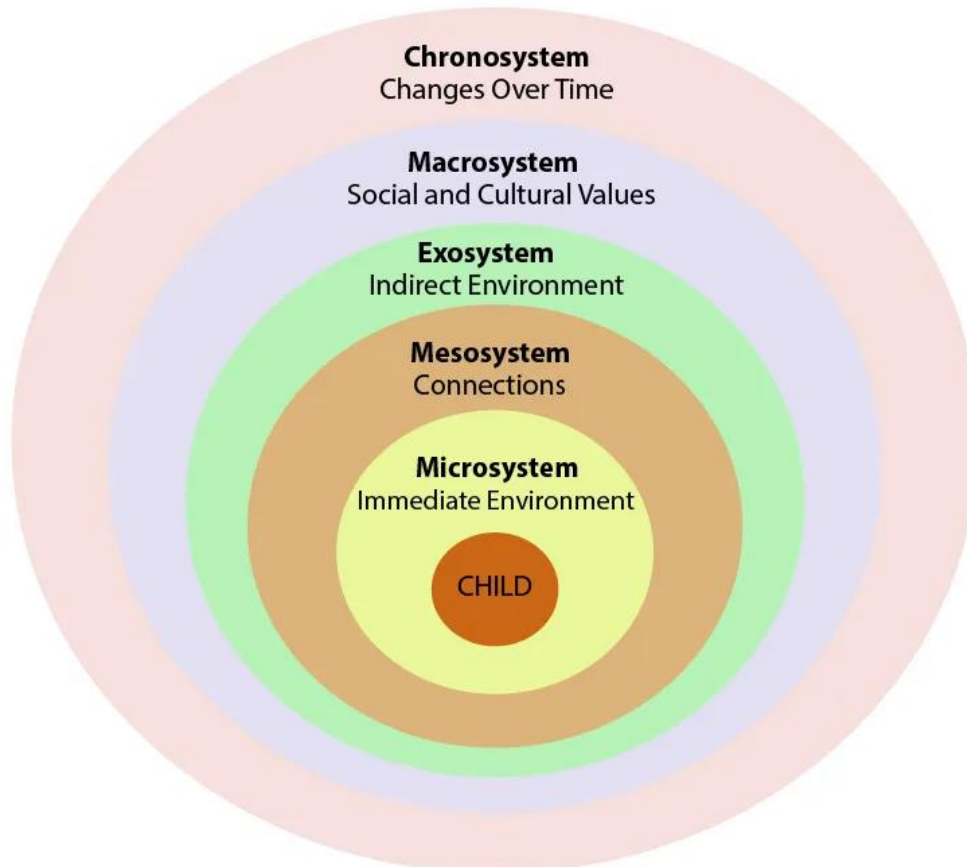 Chronosystem
Changes Over Time
Macrosystem
Social and Cultural Values
Exosystem
Indirect Environment
Mesosystem
Connections
Microsystem
Immediate Environment
CHILD